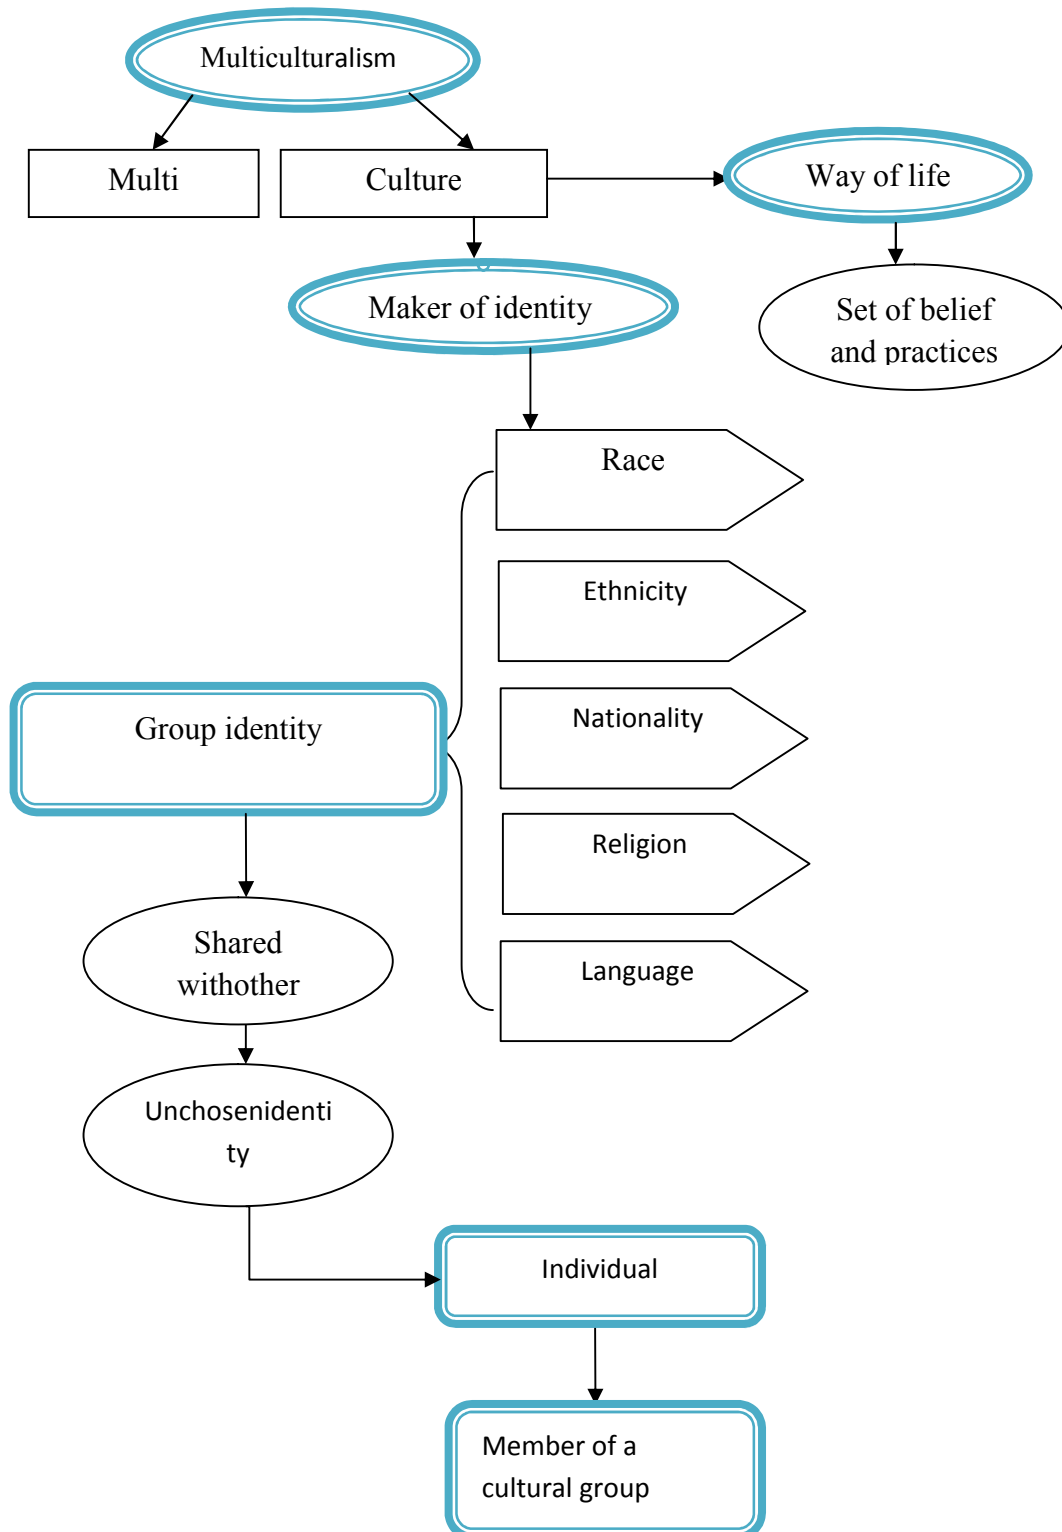 Multiculturalism
Multi
Culture
Way of life
Maker of identity
Set of belief
and practices
Race
Ethnicity
Nationality
Group identity
Religion
Shared
withother
Language
Unchosenidenti
ty
Individual
Member of a
cultural group